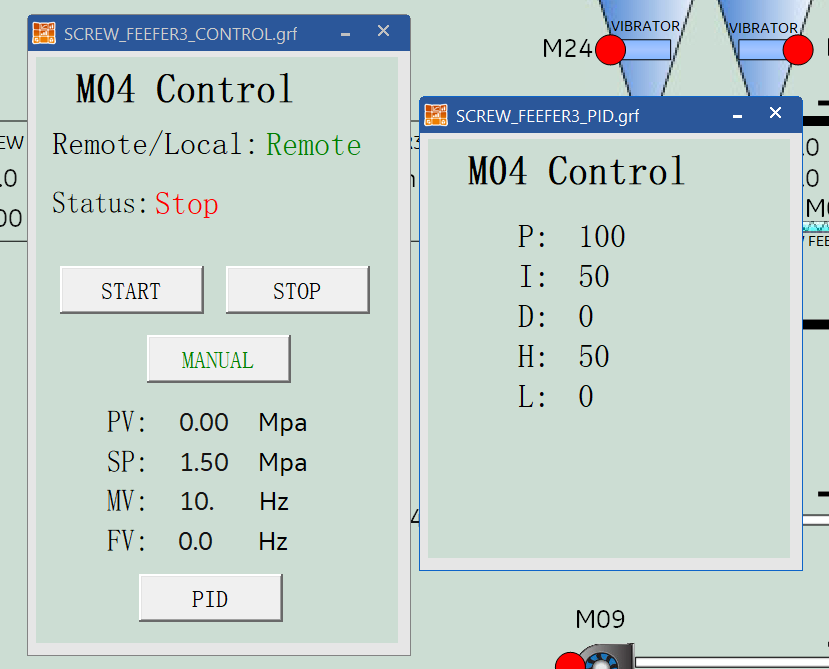 SCREW_FEEFER3_CONTROL.grf
M04 Control
Remote/Local: Remote
Status: Stop
START
STOP
MANUAL
PV: 0.00 Mpa
SP: 1.50 Mpa
MV: 10. Hz
FV: 0.0 Hz
PID
VIBRATOR
VIBRATOR
M24
SCREW_FEEFER3_PID.grf
M04 Control
P: 100
I: 50
D: 0
H: 50
L: 0
M09